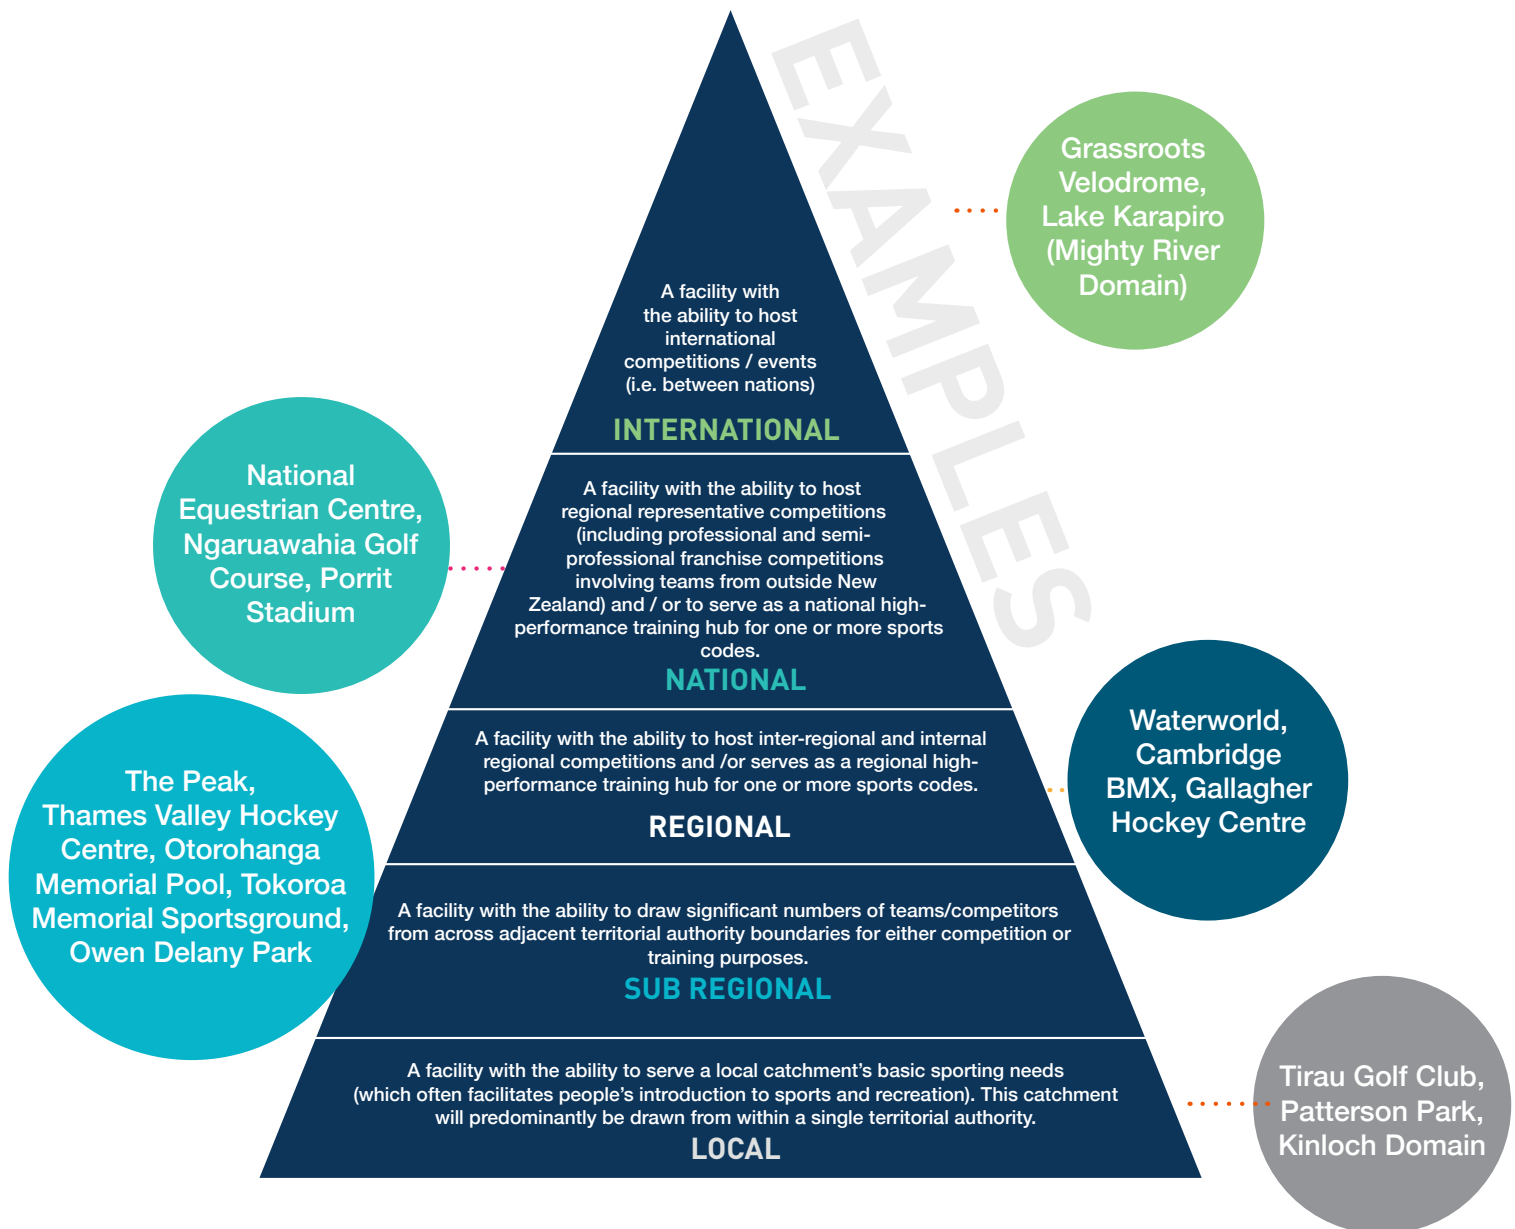 EXAMPLES
Grassroots
Velodrome,
Lake Karapiro
(Mighty River
Domain)
A facility with
the ability to host
international
competitions / events
(i.e. between nations)
INTERNATIONAL
National
Equestrian Centre,
Ngaruawahia Golf
Course, Porrit
Stadium
A facility with the ability to host
regional representative competitions
(including professional and semi-
professional franchise competitions
involving teams from outside New
Zealand) and / or to serve as a national high-
performance training hub for one or more sports
codes.
NATIONAL
Waterworld,
Cambridge
BMX, Gallagher
Hockey Centre
A facility with the ability to host inter-regional and internal
regional competitions and /or serves as a regional high-
performance training hub for one or more sports codes.
REGIONAL
The Peak,
Thames Valley Hockey
Centre, Otorohanga
Memorial Pool, Tokoroa
Memorial Sportsground,
Owen Delany Park
A facility with the ability to draw significant numbers of teams/competitors
from across adjacent territorial authority boundaries for either competition or
training purposes.
SUB REGIONAL
A facility with the ability to serve a local catchment’s basic sporting needs
(which often facilitates people’s introduction to sports and recreation). This catchment
will predominantly be drawn from within a single territorial authority.
LOCAL
Tirau Golf Club,
Patterson Park,
Kinloch Domain